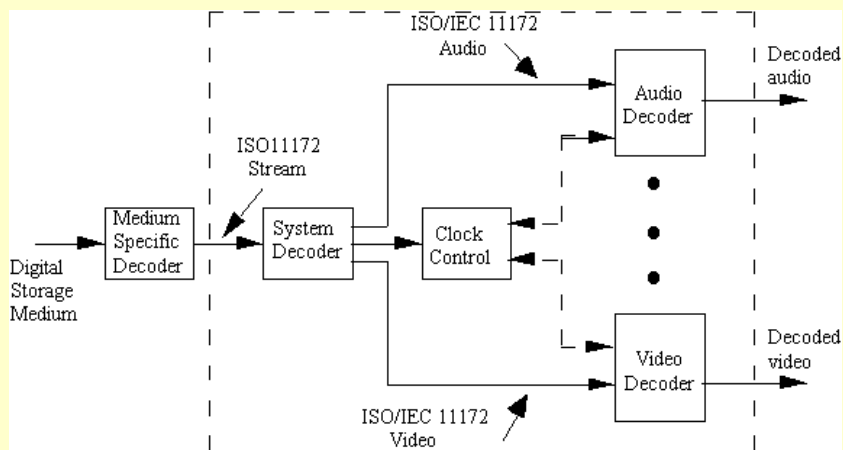 ISO/IEC 11172
Audio
Decoded
audio
Audio
Decoder
ISO11172
Stream
Medium
Specific
Decoder
System
Decoder
Clock
Control
Digital
Storage
Medium
Decoded
video
Video
Decoder
ISO/IEC 11172
Video